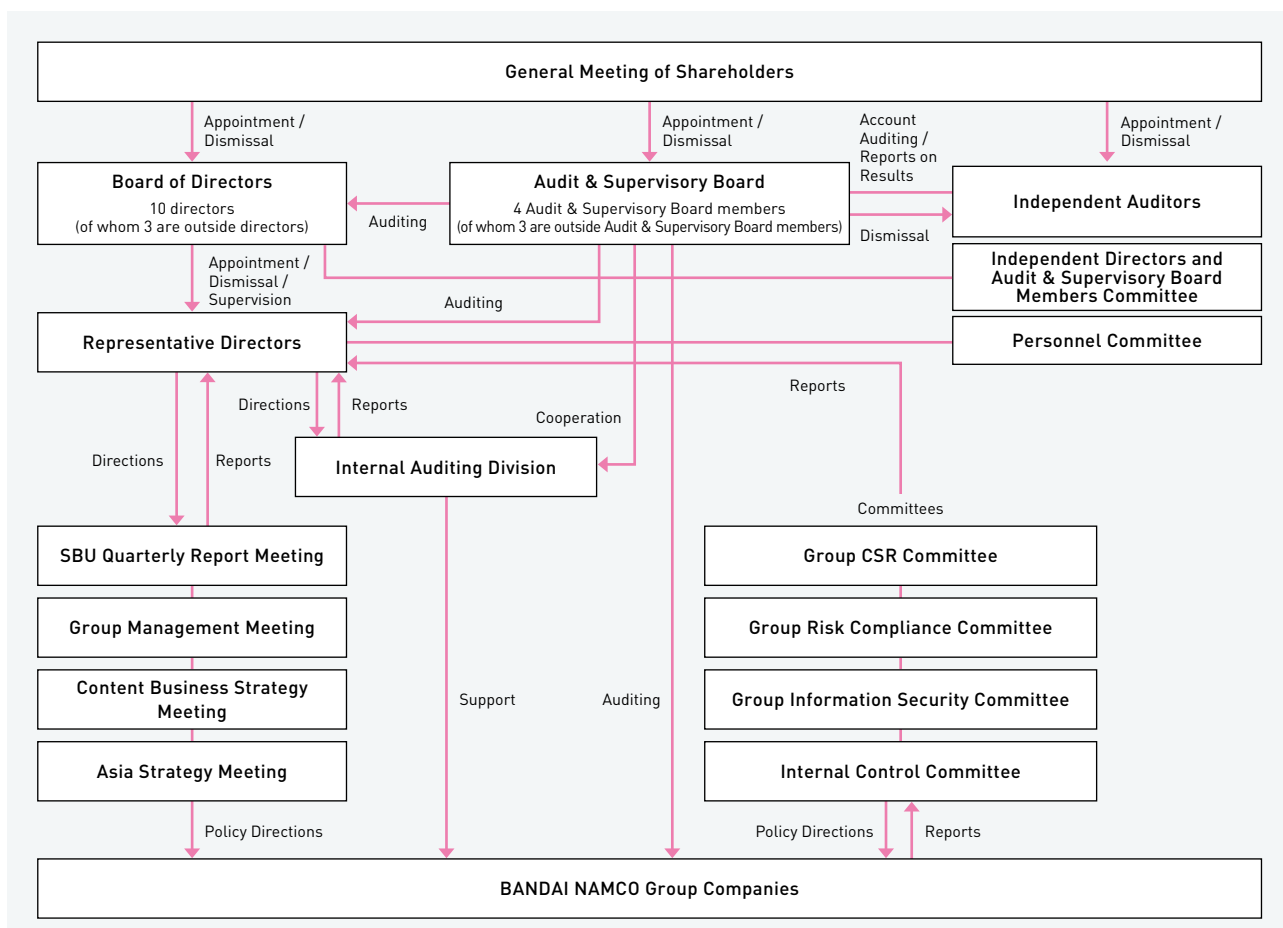 General Meeting of Shareholders
Appointment /
Dismissal
Appointment /
Dismissal
Account
Auditing /
Reports on
Results
Appointment /
Dismissal
Board of Directors
10 directors
(of whom 3 are outside directors)
Auditing
Audit & Supervisory Board
4 Audit & Supervisory Board members
(of whom 3 are outside Audit & Supervisory Board members)
Dismissal
Independent Auditors
Independent Directors and
Audit & Supervisory Board
Members Committee
Appointment /
Dismissal /
Supervision
Auditing
Representative Directors
Personnel Committee
Reports
Directions
Reports
Cooperation
Directions
Reports
Internal Auditing Division
Committees
SBU Quarterly Report Meeting
Group CSR Committee
Group Management Meeting
Group Risk Compliance Committee
Content Business Strategy
Meeting
Support
Auditing
Group Information Security Committee
Asia Strategy Meeting
Internal Control Committee
Policy Directions
Policy Directions
Reports
BANDAI NAMCO Group Companies